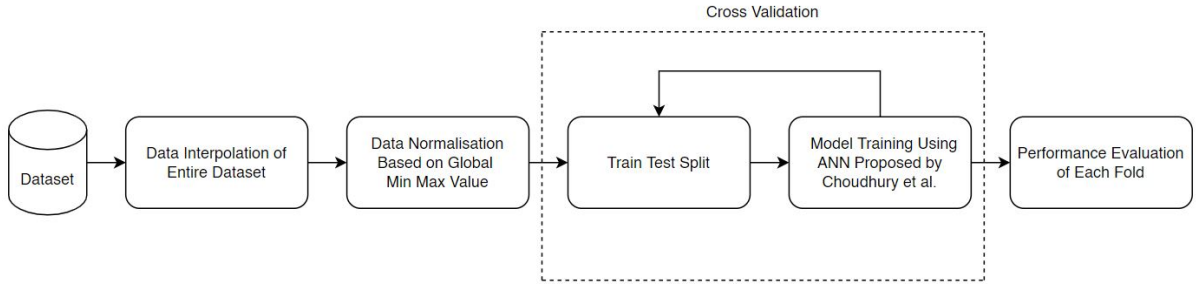 Cross Validation
Dataset
Data Interpolation of
Entire Dataset
Data Normalisation
Based on Global
Min Max Value
Train Test Split
Model Training Using
ANN Proposed by
Choudhury et al.
Performance Evaluation
of Each Fold